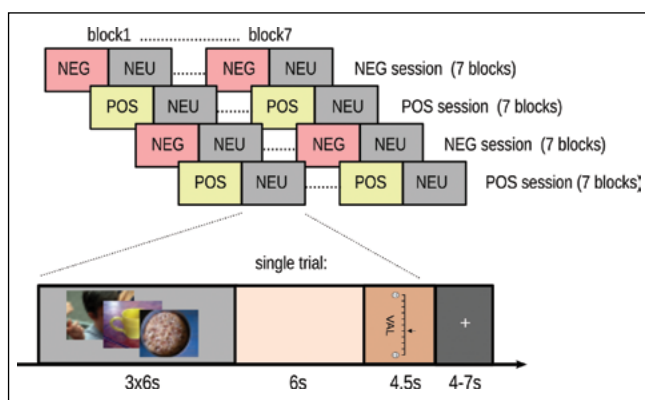 block1 ..................... block7
NEG NEU ........ NEG NEU NEG session (7 blocks)
POS NEU ........ POS NEU POS session (7 blocks)
NEG NEU ........ NEG NEU NEG session (7 blocks)
POS NEU ........ POS NEU POS session (7 blocks)
single trial:
VAL
+
3x6s 6s 4.5s 4-7s